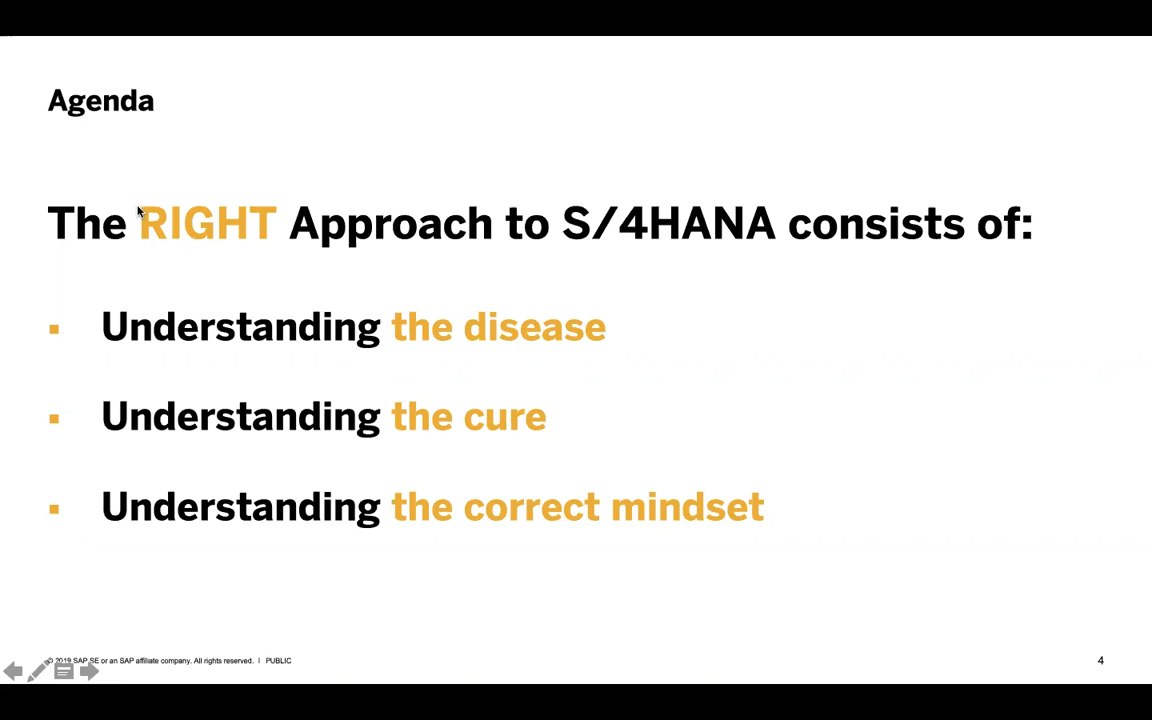 Agenda
The RIGHT Approach to S/4HANA consists of:
▪ Understanding the disease
▪ Understanding the cure
▪ Understanding the correct mindset
© 2019 SAP SE or an SAP affiliate company. All rights reserved. | PUBLIC
4